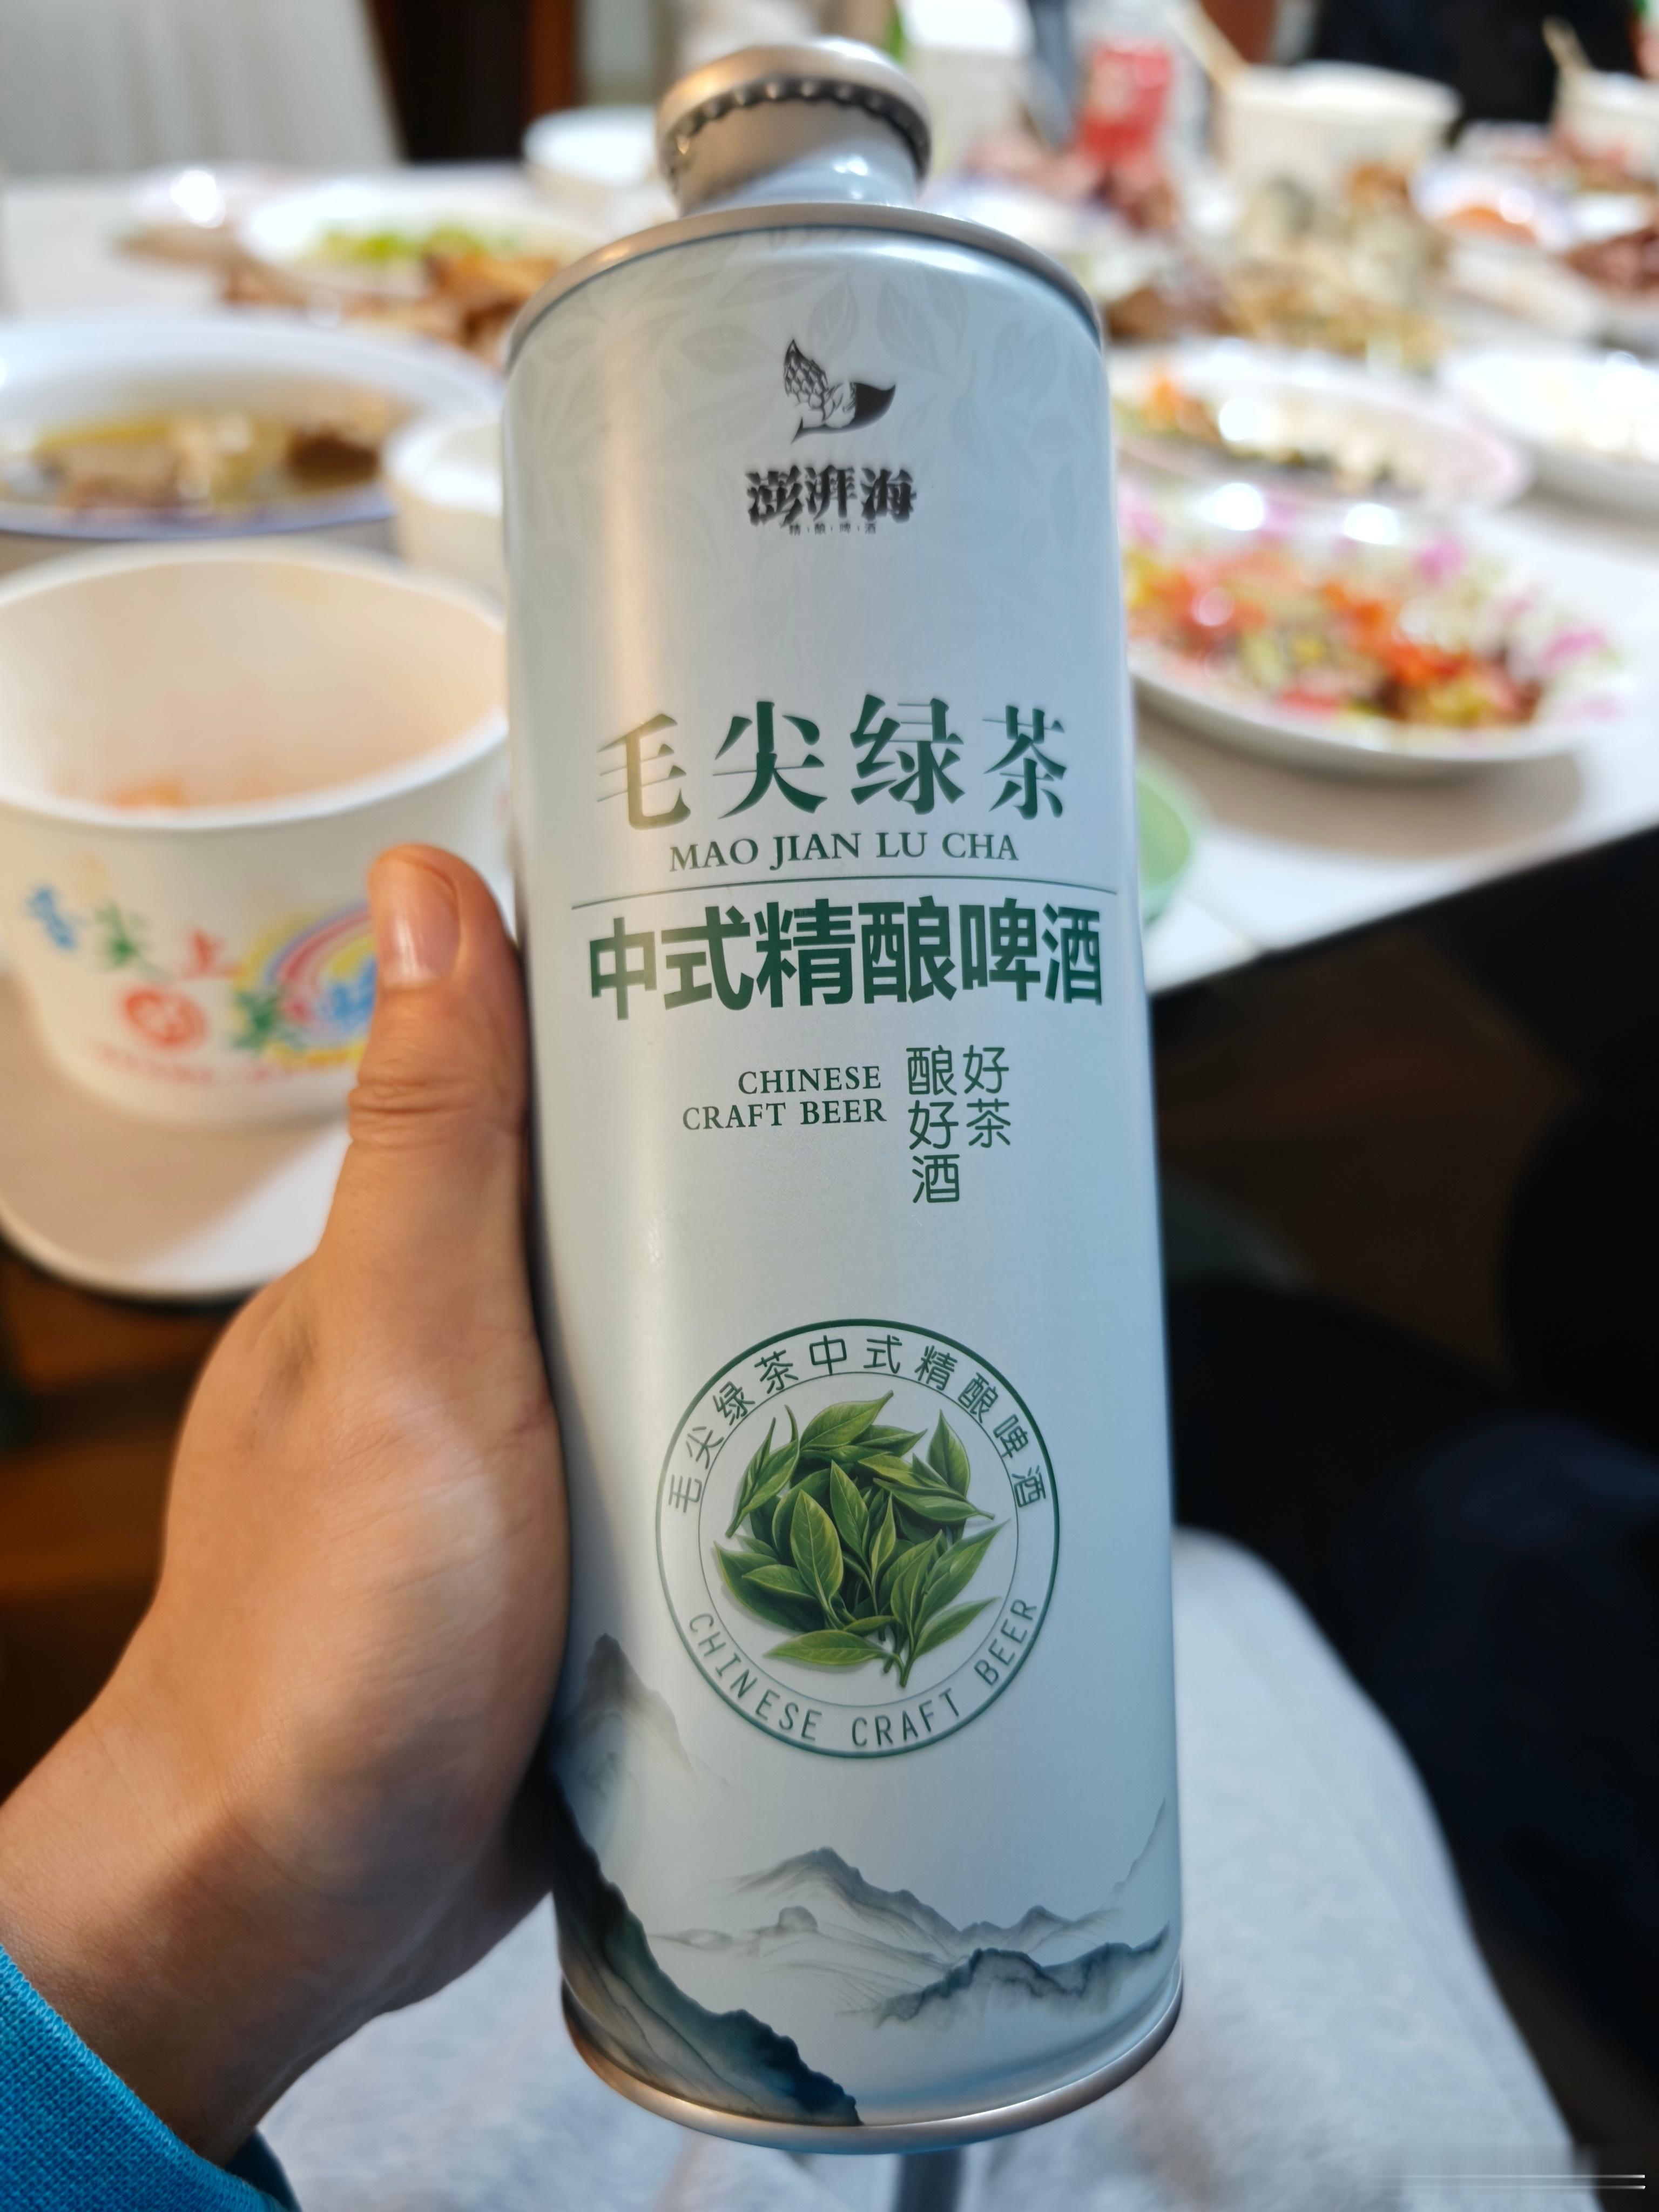 澎湃海
精酿啤酒
毛尖绿茶
MAO JIAN LU CHA
中式精酿啤酒
CHINESE
CRAFT BEER
好茶
酿好酒
毛尖绿茶中式精酿啤酒
CHINESE CRAFT BEER